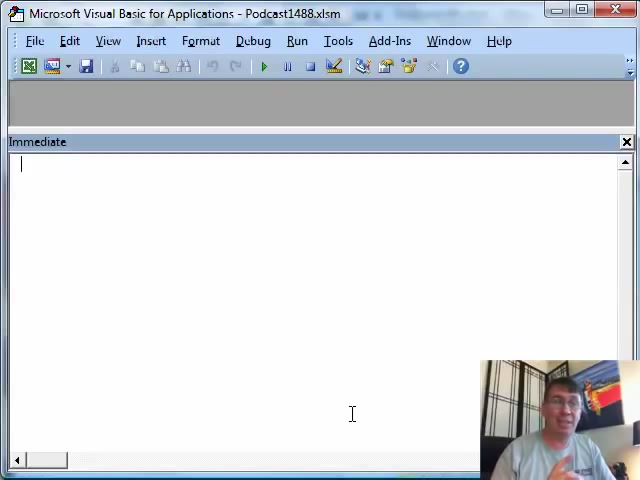 Microsoft Visual Basic for Applications - Podcast1488.xlsm
File Edit View Insert Format Debug Run Tools Add-Ins Window Help
Immediate